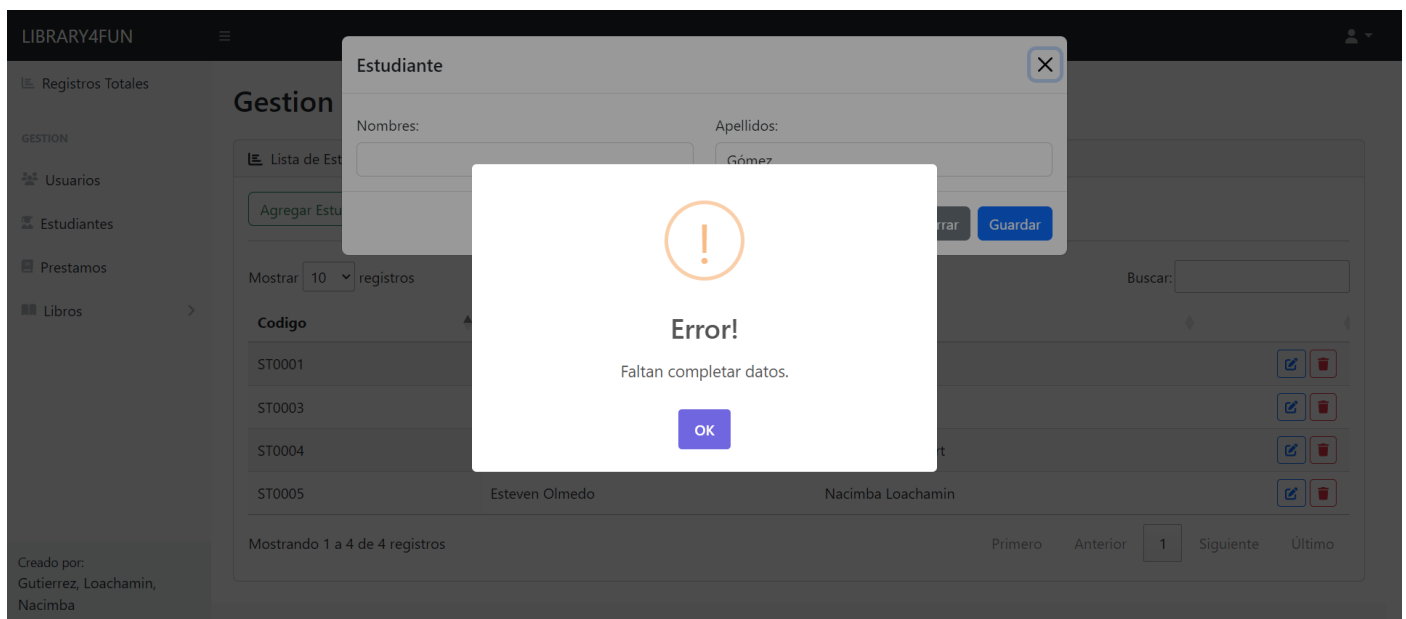 LIBRARY4FUN
Estudiante
Registros Totales
Gestion
GESTION
Nombres:
Apellidos:
Lista de Est
Gómez
Usuarios
Agregar Estu
rrar
Guardar
Estudiantes
!
Prestamos
Mostrar 10 registros
Buscar:
Libros
Codigo
Error!
ST0001
Faltan completar datos.
ST0003
OK
ST0004
rt
ST0005 Esteven Olmedo Nacimba Loachamin
Mostrando 1 a 4 de 4 registros
Primero Anterior 1 Siguiente Último
Creado por:
Gutierrez, Loachamin,
Nacimba